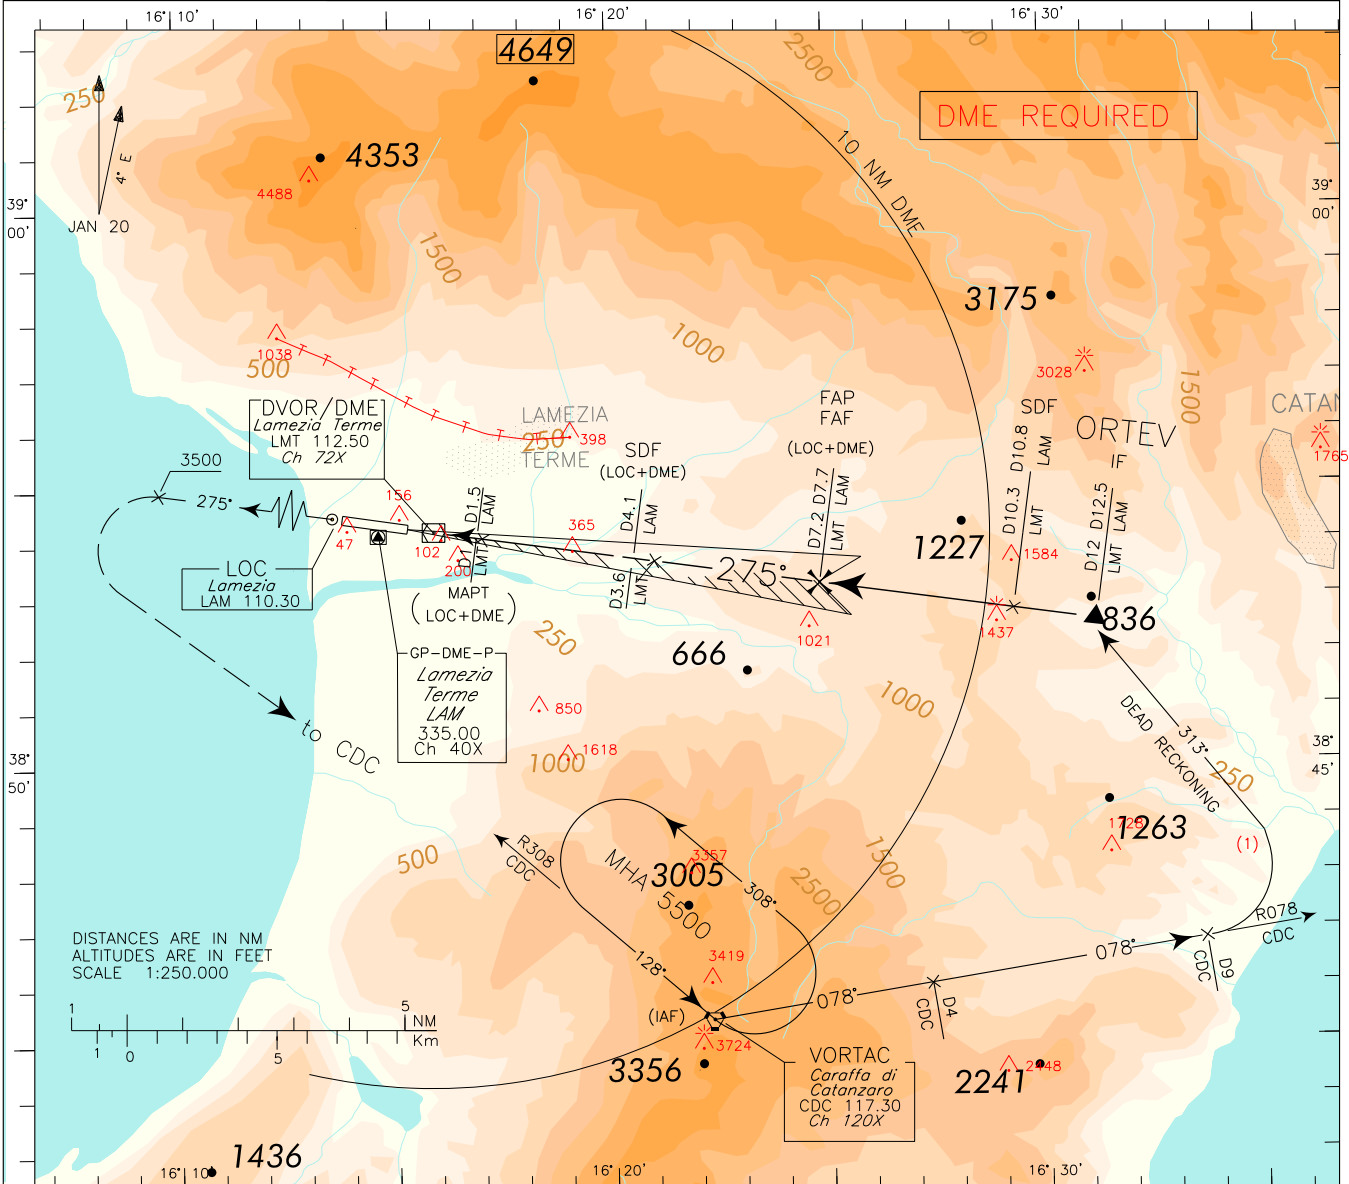 16° 10'
16° 20'
16° 30'
4649
2500
250
DME REQUIRED
4° E
4353
4488
10 NM DME
39°
00'
39°
00'
JAN 20
1500
3175
1000
1038
500
3028
1500
DVOR/DME
Lamezia Terme
LMT 112.50
Ch 72X
LAMEZIA
TERME
250
398
FAP
FAF
(LOC+DME)
SDF
(LOC+DME)
SDF
D10.8
LAM
D10.3
LMT
ORTEV
IF
CATAN
1765
3500
275°
156
D1.5
LAM
D1
LMT
D4.1
LAM
D3.6
LMT
D7.7
LAM
D7.2
LMT
D12.5
LAM
D12
LMT
365
47
102
200
275°
1227
1584
LOC
Lamezia
LAM 110.30
MAPT
(LOC+DME)
1021
1437
836
250
666
GP-DME-P
Lamezia
Terme
LAM
335.00
Ch 40X
850
1618
1000
1000
to CDC
DEAD RECKONING
313°
250
38°
50'
38°
45'
1728
1263
(1)
500
R308
CDC
3357
3005
MHA 5500
308°
2500
1500
128°
3419
R078
CDC
D9
CDC
078°
078°
D4
CDC
DISTANCES ARE IN NM
ALTITUDES ARE IN FEET
SCALE 1:250.000
1
5
NM
Km
1
0
5
(IAF)
3724
3356
VORTAC
Caraffa di
Catanzaro
CDC 117.30
Ch 120X
2241
2448
1436
16° 10'
16° 20'
16° 30'